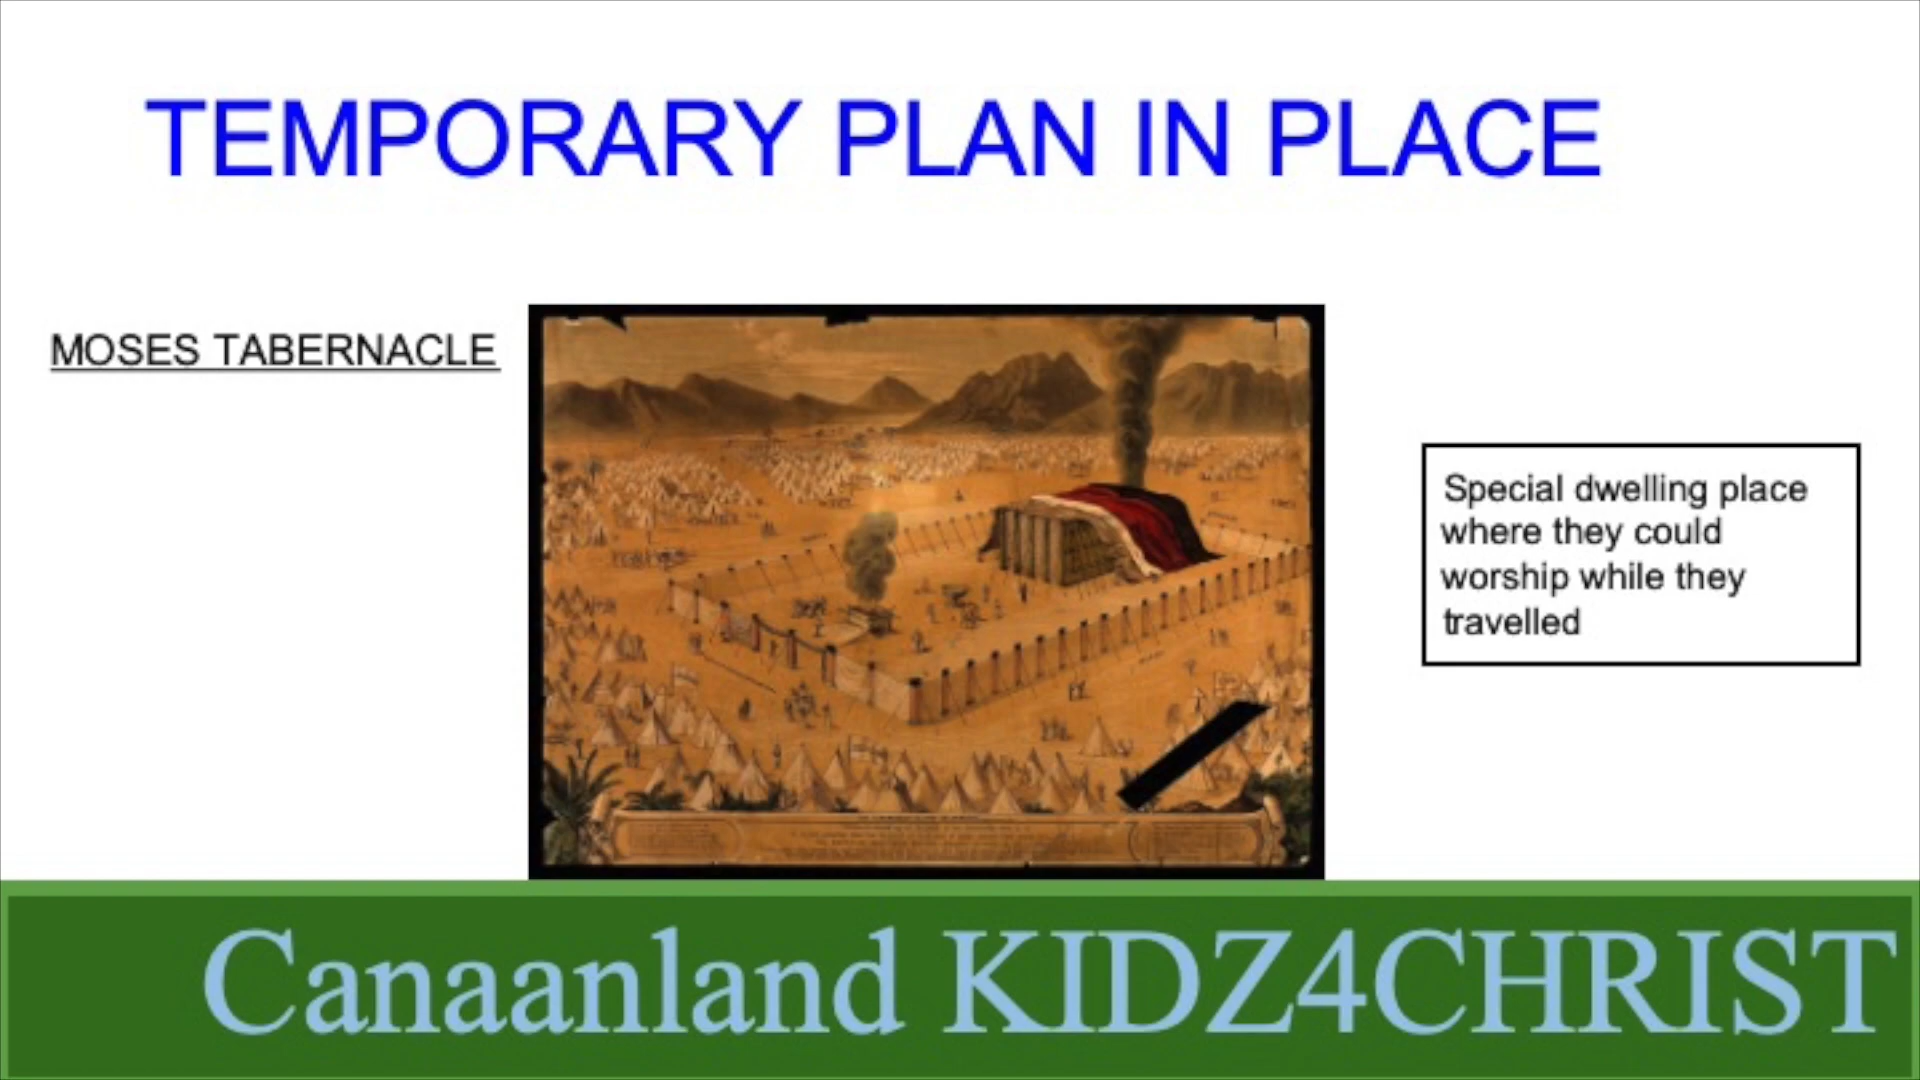 TEMPORARY PLAN IN PLACE
MOSES TABERNACLE
Special dwelling place
where they could
worship while they
travelled
Canaanland KIDZ4CHRIST